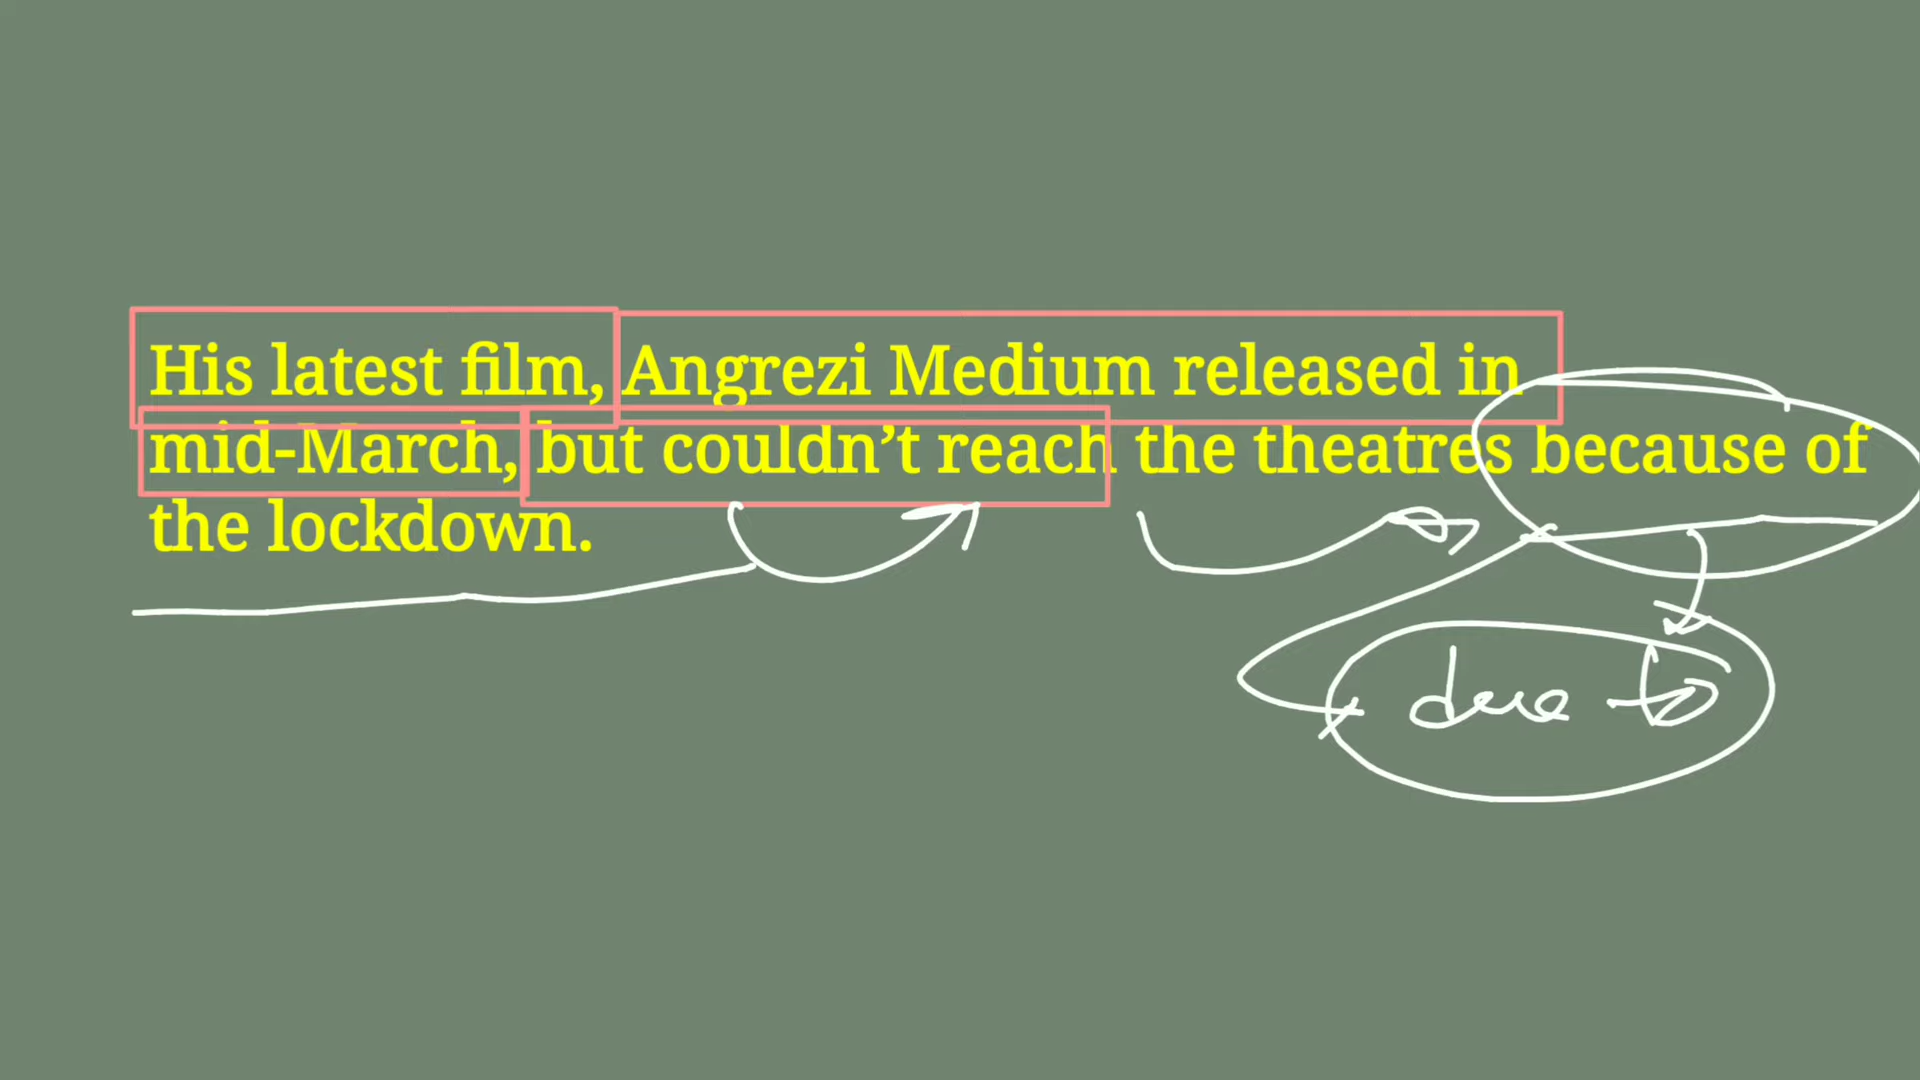 His latest film, Angrezi Medium released in
mid-March, but couldn’t reach the theatres because of
the lockdown.
due to